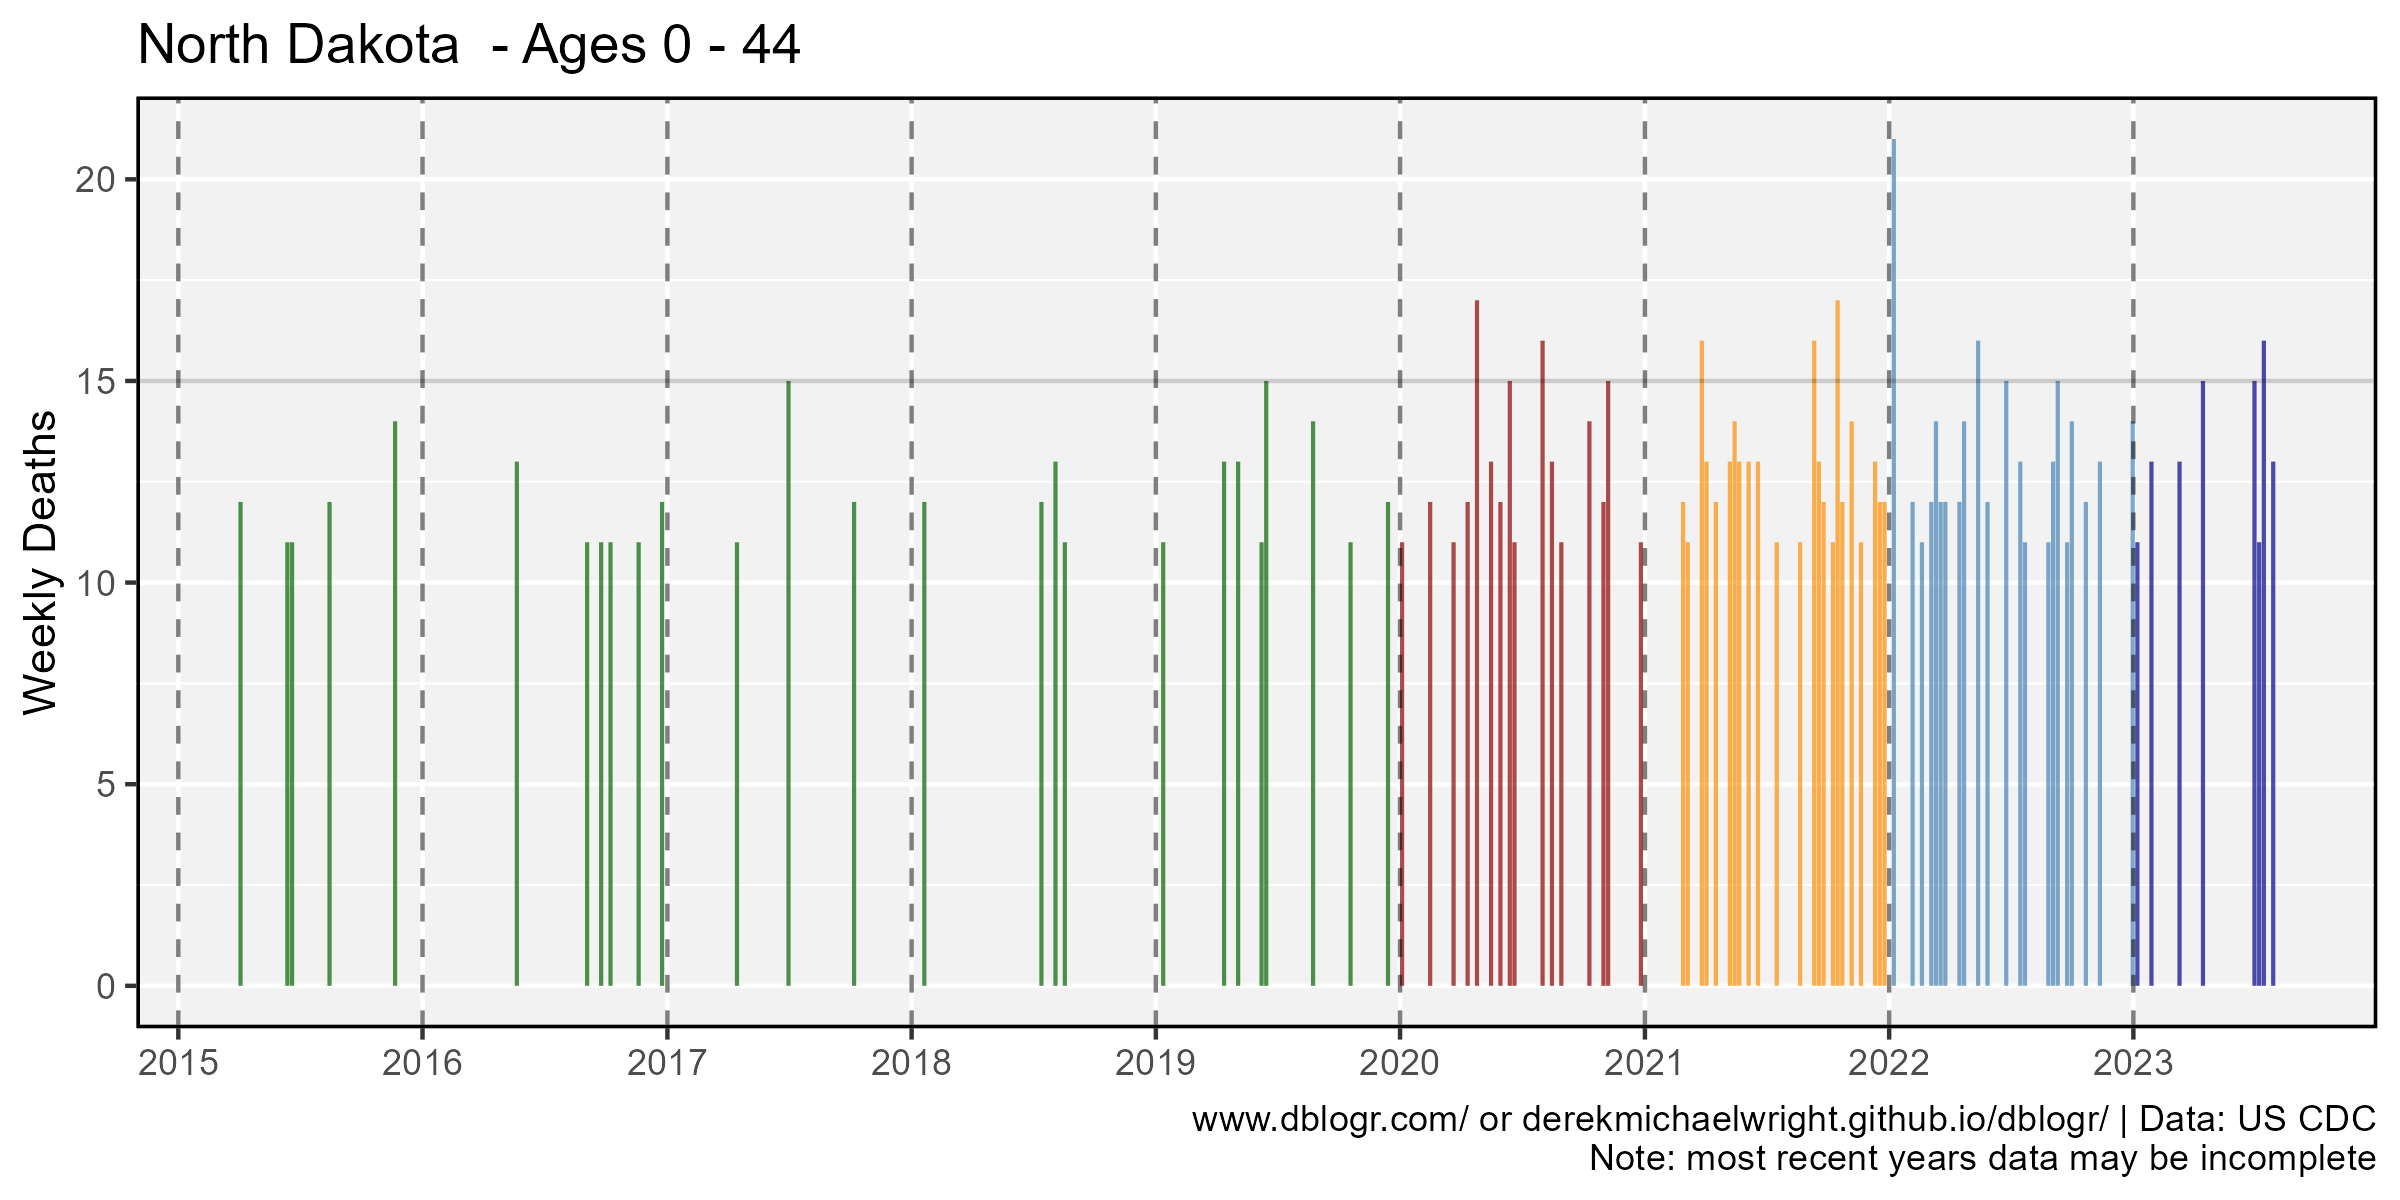 North Dakota  - Ages 0 - 44
Weekly Deaths
20
15
10
5
0
2015 2016 2017 2018 2019 2020 2021 2022 2023
www.dblogr.com/ or derekmichaelwright.github.io/dblogr/ | Data: US CDC
Note: most recent years data may be incomplete